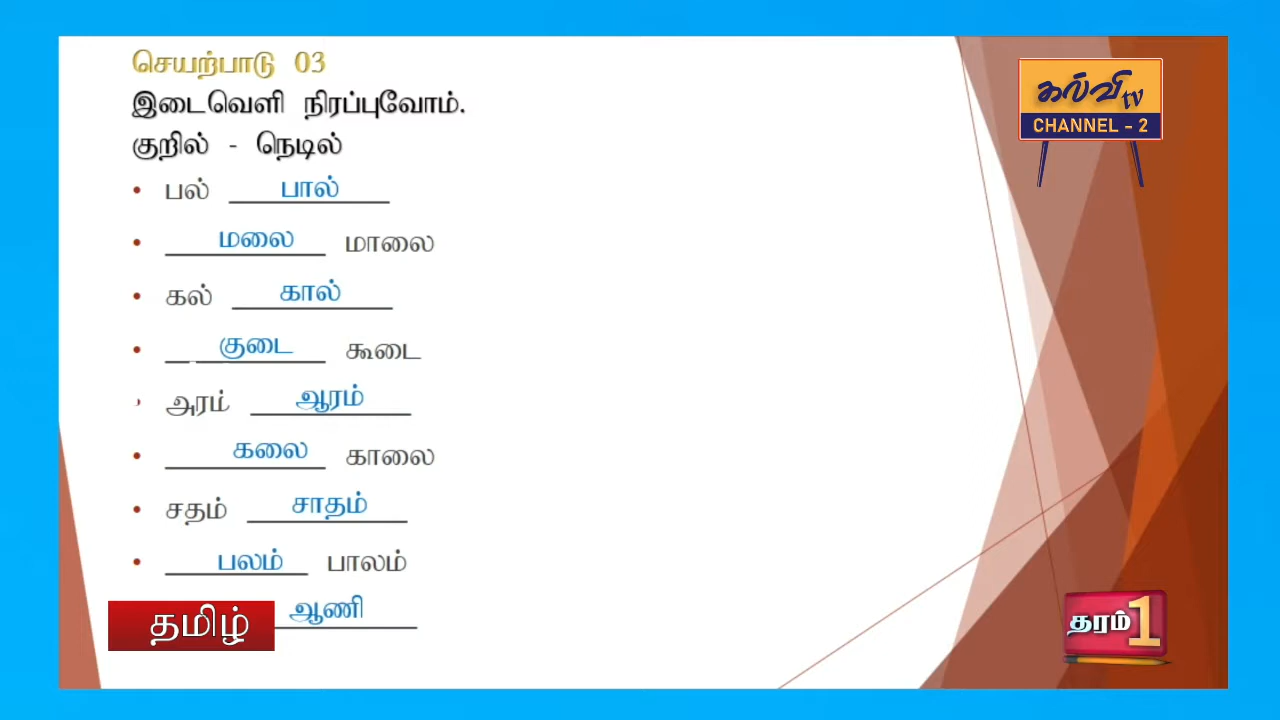 செயற்பாடு 03
இடைவெளி நிரப்புவோம்.
குறில் - நெடில்
பல் பால்
மலை மாலை
கல் கால்
குடை கூடை
அரம் ஆரம்
கலை காலை
சதம் சாதம்
பலம் பாலம்
ஆணி
தமிழ்
கல்வி tv
CHANNEL - 2
தரம் 1